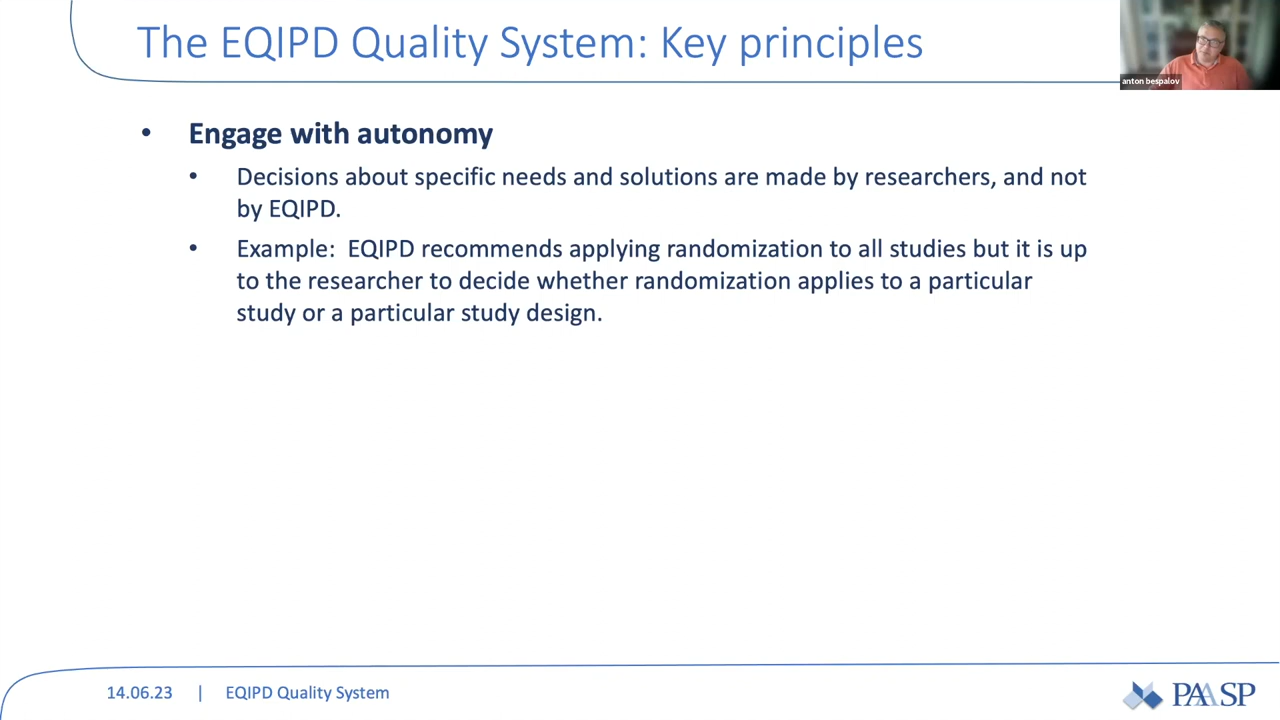 The EQIPD Quality System: Key principles
anton bespalov
• Engage with autonomy
• Decisions about specific needs and solutions are made by researchers, and not
by EQIPD.
• Example: EQIPD recommends applying randomization to all studies but it is up
to the researcher to decide whether randomization applies to a particular
study or a particular study design.
14.06.23 | EQIPD Quality System
PAASP